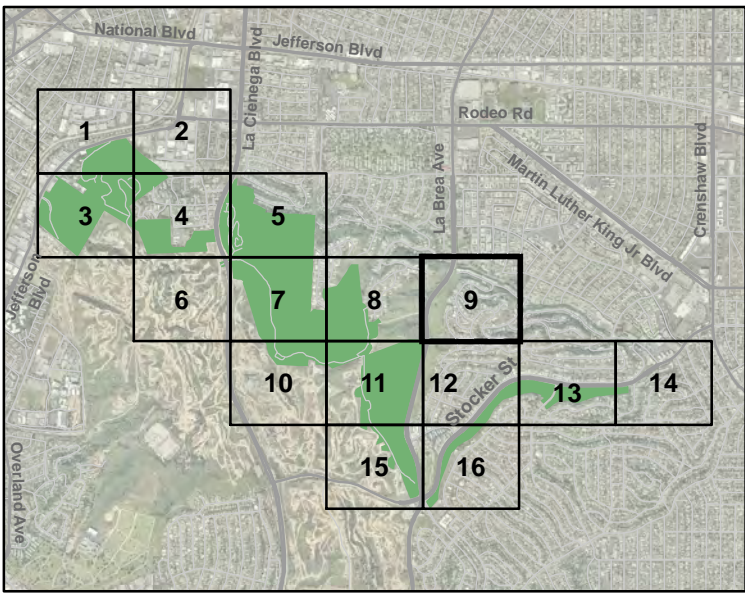 National Blvd
Jefferson Blvd
La Cienega Blvd
Rodeo Rd
La Brea Ave
Martin Luther King Jr Blvd
Crenshaw Blvd
1
2
3
4
5
Jefferson
Blvd
6
7
8
9
10
11
12
Stocker St
13
14
Overland Ave
15
16